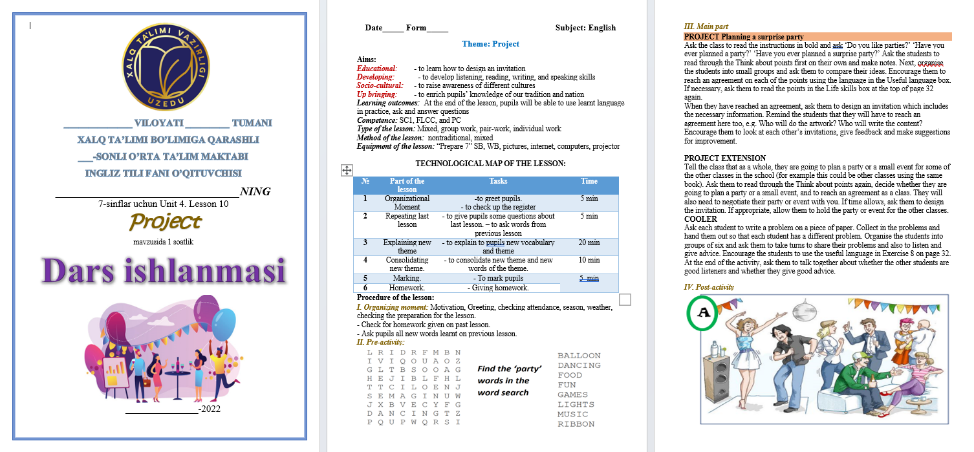 XALQ TALIMI VAZIRLIGI
UZEDU
____________ VILOYATI ________ TUMANI
XALQ TA'LIMI BO'LIMIGA QARASHLI
___-SONLI O'RTA TA'LIM MAKTABI
INGLIZ TILI FANI O'QITUVCHISI
______________________________NING
7-sinflar uchun Unit 4. Lesson 10
Project
mavzusida 1 soatlik
Dars ishlanmasi
______________-2022
Date_____ Form_____ Subject: English
Theme: Project
Aims:
Educational: - to learn how to design an invitation
Developing: - to develop listening, reading, writing, and speaking skills
Socio-cultural: - to raise awareness of different cultures
Up bringing: - to enrich pupils' knowledge of our tradition and nation
Learning outcomes: At the end of the lesson, pupils will be able to use learnt language
in practice, ask and answer questions
Competence: SC1, FLCC, and PC
Type of the lesson: Mixed, group work, pair-work, individual work
Method of the lesson: nontraditional, mixed
Equipment of the lesson: "Prepare 7" SB, WB, pictures, internet, computers, projector
TECHNOLOGICAL MAP OF THE LESSON:
№ Part of the lesson Tasks Time
1 Organizational Moment -to greet pupils. - to check up the register 5 min
2 Repeating last lesson - to give pupils some questions about last lesson. – to ask words from previous lesson 5 min
3 Explaining new theme - to explain to pupils new vocabulary and theme 20 min
4 Consolidating new theme. - to consolidate new theme and new words of the theme. 10 min
5 Marking. - To mark pupils 5 min
6 Homework. - Giving homework.
Procedure of the lesson:
I. Organizing moment: Motivation, Greeting, checking attendance, season, weather,
checking the preparation for the lesson.
- Check for homework given on past lesson.
- Ask pupils all new words learnt on previous lesson.
II. Pre-activity:
L R I D R F M B N
I V I Q O U A O Z
G L T B S O O A G
H E J I B L F H L
T T C I L O E N J
S E M A G I N U W
J X B V E C Y F G
D A N C I N G T Z
P Q U P W Q R S I
Find the 'party'
words in the
word search
BALLOON
DANCING
FOOD
FUN
GAMES
LIGHTS
MUSIC
RIBBON
III. Main part
PROJECT Planning a surprise party
Ask the class to read the instructions in bold and ask 'Do you like parties?' 'Have you
ever planned a party?' 'Have you ever planned a surprise party?' Ask the students to
read through the Think about points first on their own and make notes. Next, organise
the students into small groups and ask them to compare their ideas. Encourage them to
reach an agreement on each of the points using the language in the Useful language box.
If necessary, ask them to read the points in the Life skills box at the top of page 32
again.
When they have reached an agreement, ask them to design an invitation which includes
the necessary information. Remind the students that they will have to reach an
agreement here too, e.g. Who will do the artwork? Who will write the content?
Encourage them to look at each other's invitations, give feedback and make suggestions
for improvement.
PROJECT EXTENSION
Tell the class that as a whole, they are going to plan a party or a small event for some of
the other classes in the school (for example this could be other classes using the same
book). Ask them to read through the Think about points again, decide whether they are
going to plan a party or a small event, and to reach an agreement as a class. They will
also need to negotiate their party or event with you. If time allows, ask them to design
the invitation. If appropriate, allow them to hold the party or event for the other classes.
COOLER
Ask each student to write a problem on a piece of paper. Collect in the problems and
hand them out so that each student has a different problem. Organise the students into
groups of six and ask them to take turns to share their problems and also to listen and
give advice. Encourage the students to use the useful language in Exercise 8 on page 32.
At the end of the activity, ask them to talk together about whether the other students are
good listeners and whether they give good advice.
IV. Post-activity
A